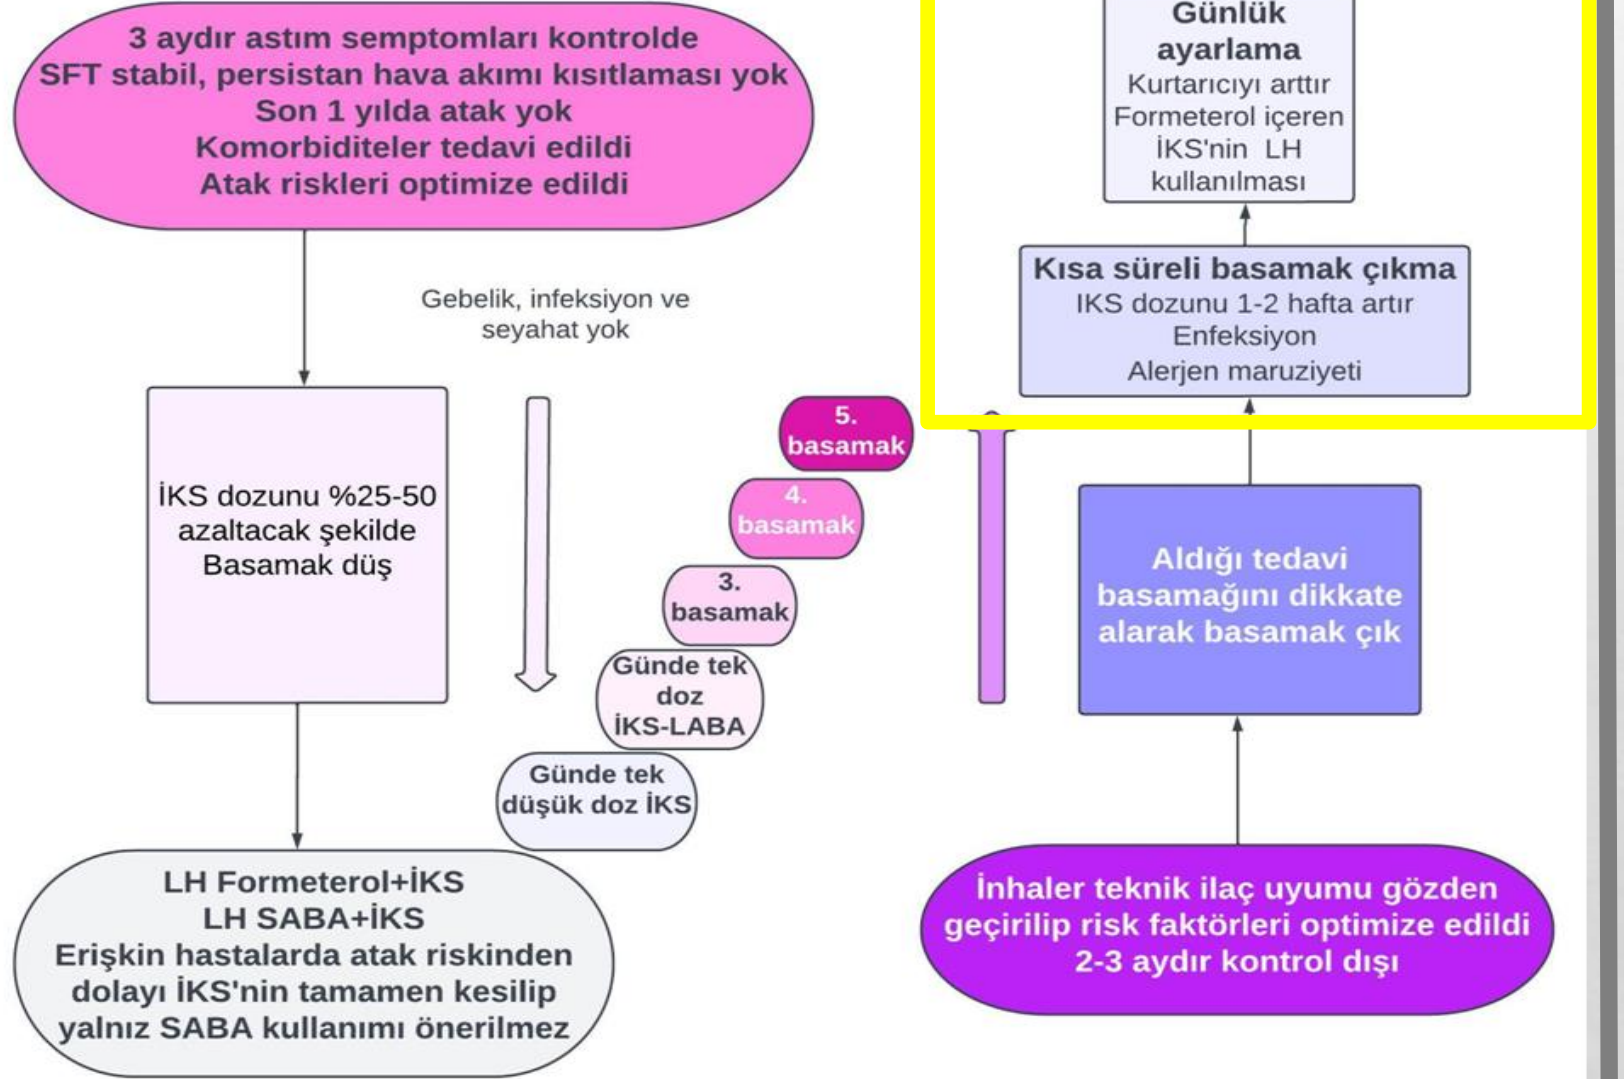 3 aydır astım semptomları kontrolde
SFT stabil, persistan hava akımı kısıtlaması yok
Son 1 yılda atak yok
Komorbiditeler tedavi edildi
Atak riskleri optimize edildi
Gebelik, infeksiyon ve
seyahat yok
İKS dozunu %25-50
azaltacak şekilde
Basamak düş
LH Formeterol+İKS
LH SABA+İKS
Erişkin hastalarda atak riskinden
dolayı İKS'nin tamamen kesilip
yalnız SABA kullanımı önerilmez
5.
basamak
4.
basamak
3.
basamak
Günde tek
doz
İKS-LABA
Günde tek
düşük doz İKS
Günlük
ayarlama
Kurtarıcıyı arttır
Formeterol içeren
İKS'nin LH
kullanılması
Kısa süreli basamak çıkma
IKS dozunu 1-2 hafta artır
Enfeksiyon
Alerjen maruziyeti
Aldığı tedavi
basamağını dikkate
alarak basamak çık
İnhaler teknik ilaç uyumu gözden
geçirilip risk faktörleri optimize edildi
2-3 aydır kontrol dışı